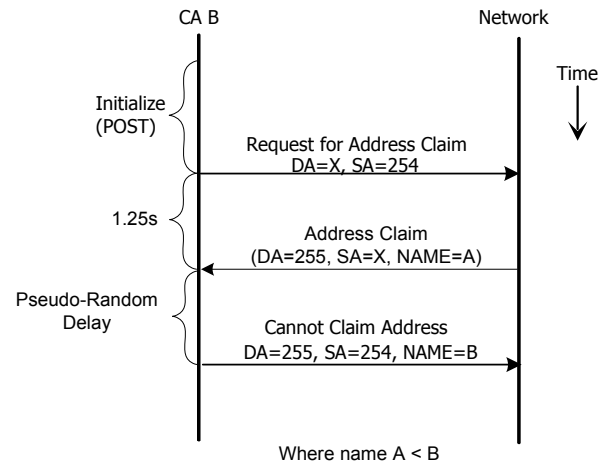 CA B
Network
Time
Initialize
(POST)
Request for Address Claim
DA=X, SA=254
1.25s
Address Claim
(DA=255, SA=X, NAME=A)
Pseudo-Random
Delay
Cannot Claim Address
DA=255, SA=254, NAME=B
Where name A < B